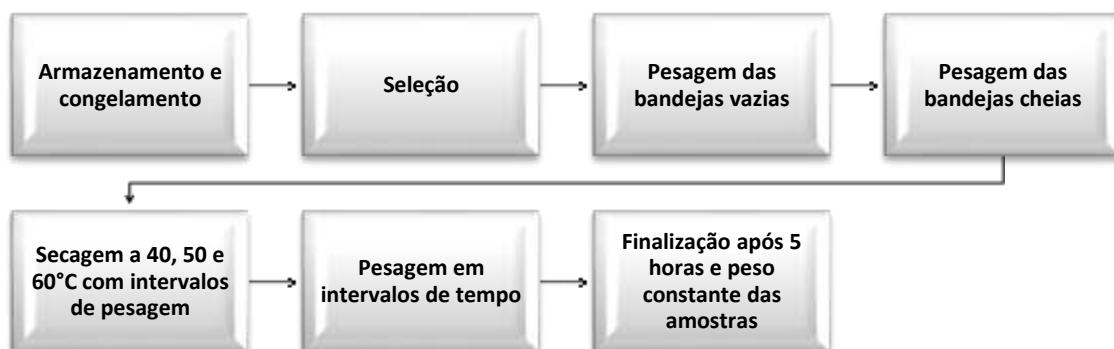 Armazenamento e
congelamento
Seleção
Pesagem das
bandejas vazias
Pesagem das
bandejas cheias
Secagem a 40, 50 e
60°C com intervalos
de pesagem
Pesagem em
intervalos de tempo
Finalização após 5
horas e peso
constante das
amostras